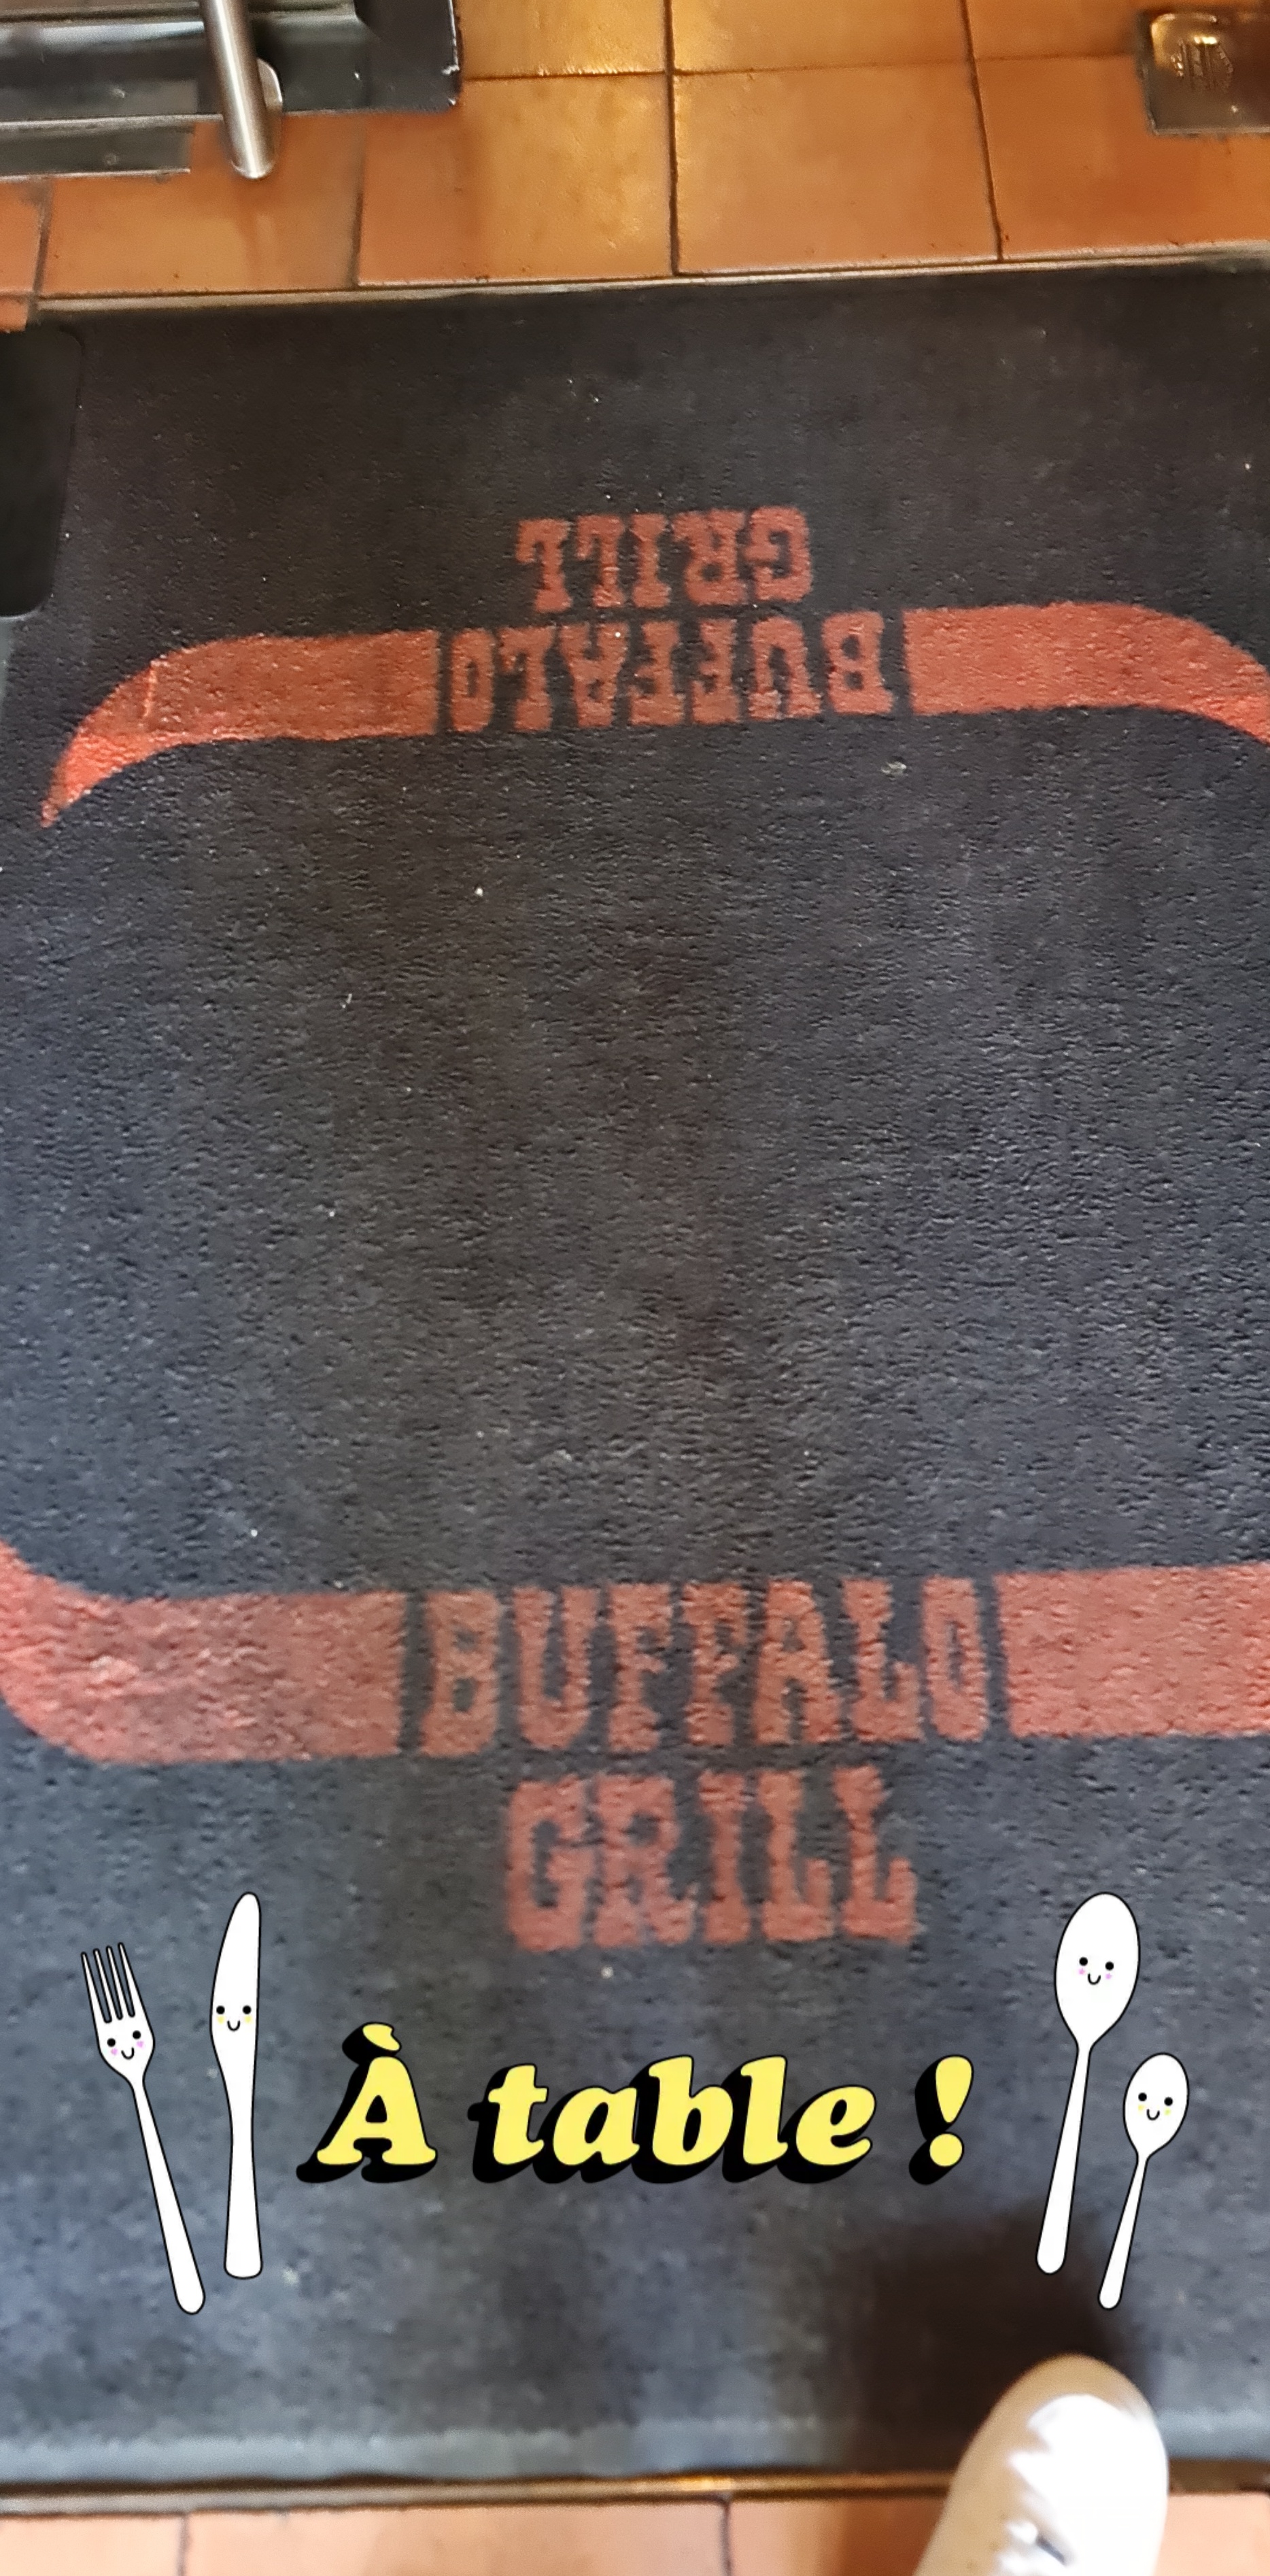 GRILL
BUFFALO
BUFFALO
GRILL
À table !